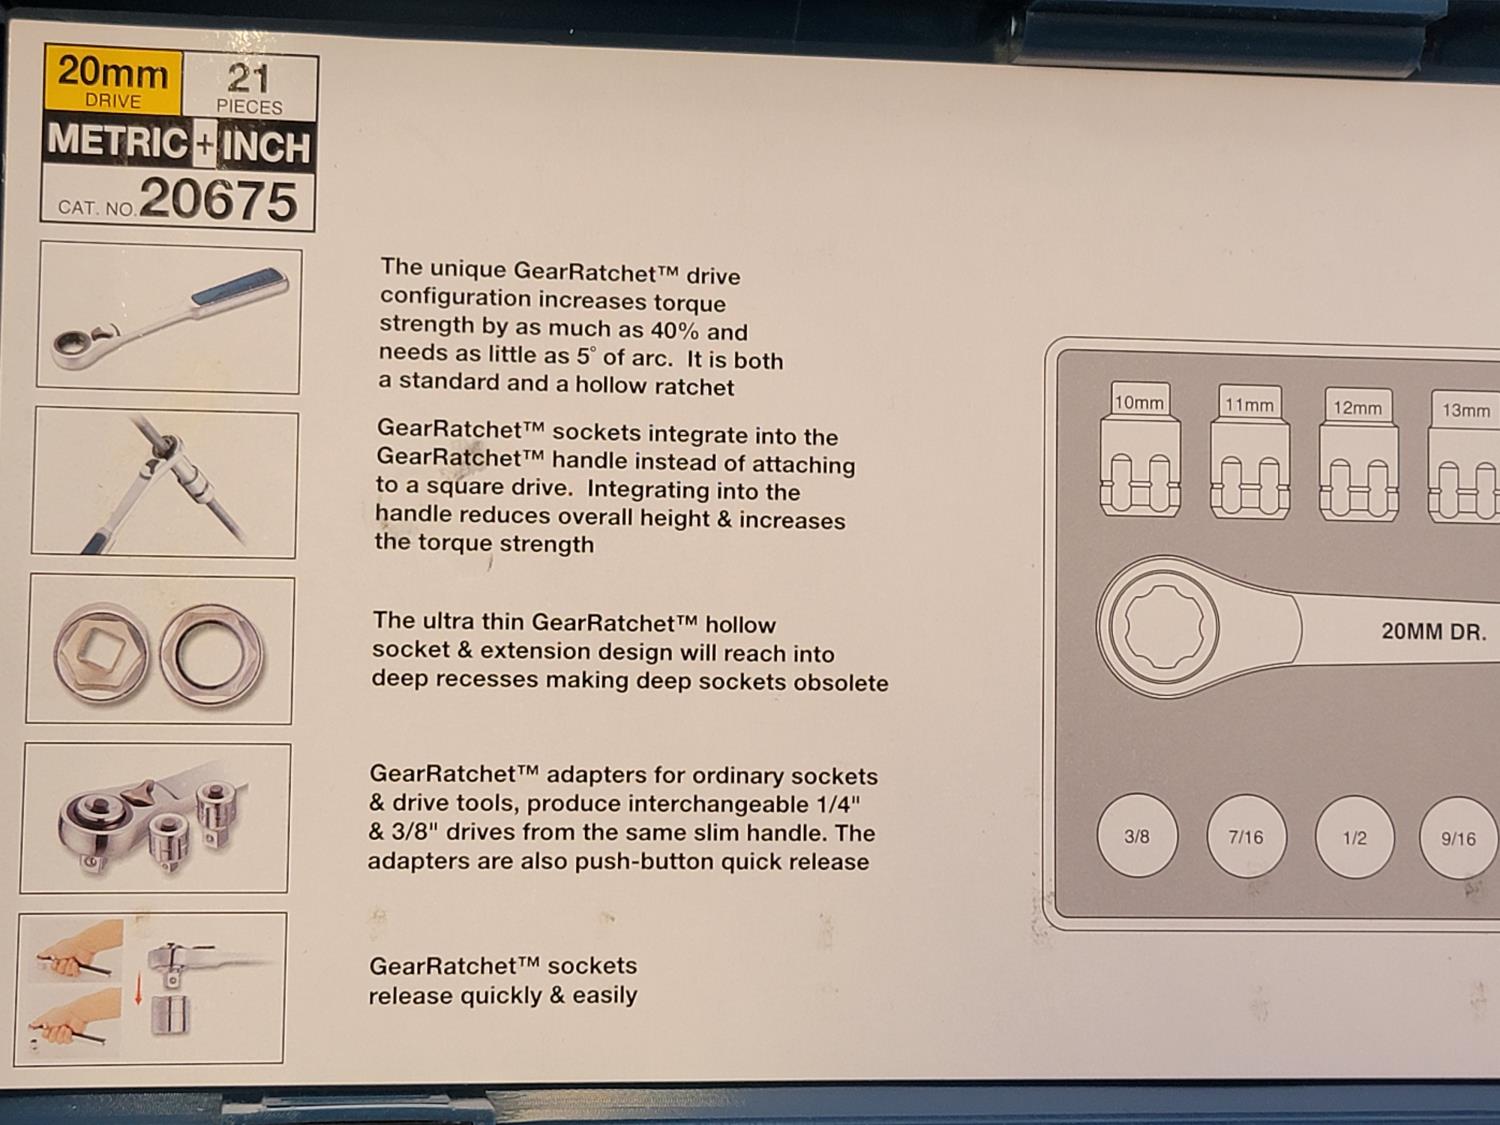 20mm
DRIVE
21
PIECES
METRIC+INCH
CAT. NO. 20675
The unique GearRatchet™ drive
configuration increases torque
strength by as much as 40% and
needs as little as 5° of arc. It is both
a standard and a hollow ratchet
GearRatchet™ sockets integrate into the
GearRatchet™ handle instead of attaching
to a square drive. Integrating into the
handle reduces overall height & increases
the torque strength
The ultra thin GearRatchet™ hollow
socket & extension design will reach into
deep recesses making deep sockets obsolete
GearRatchet™ adapters for ordinary sockets
& drive tools, produce interchangeable 1/4"
& 3/8" drives from the same slim handle. The
adapters are also push-button quick release
GearRatchet™ sockets
release quickly & easily
10mm
11mm
12mm
13mm
20MM DR.
3/8
7/16
1/2
9/16